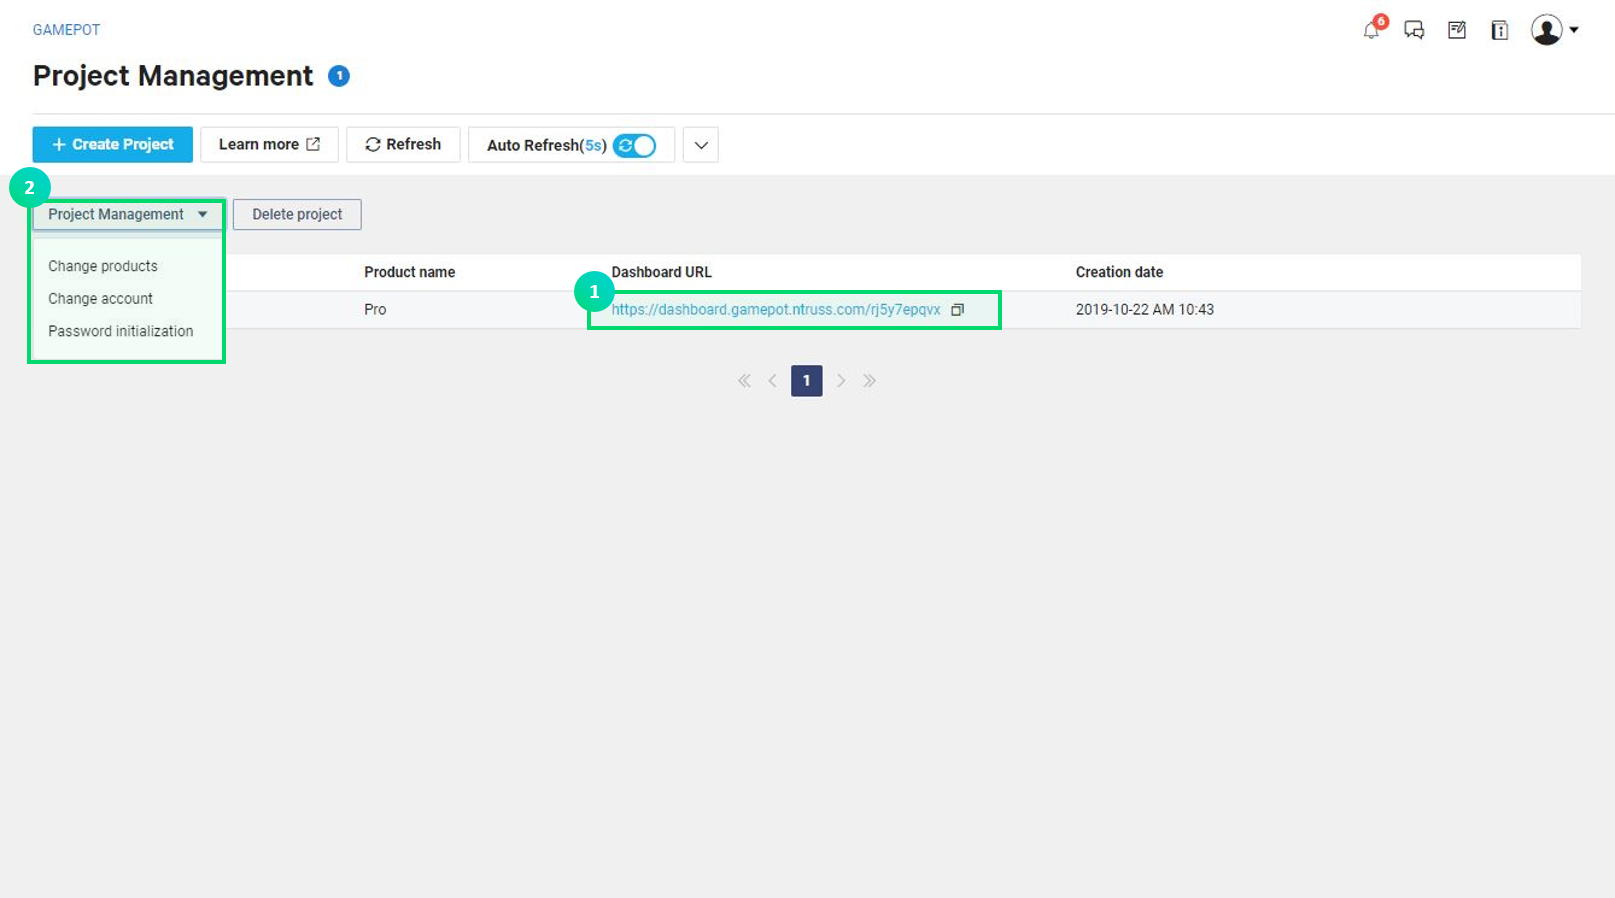 GAMEPOT
6
Project Management 1
+ Create Project
Learn more
Refresh
Auto Refresh(5s)
2
Project Management
Delete project
Change products
Change account
Password initialization
Product name
Dashboard URL
Creation date
1
Pro
https://dashboard.gamepot.ntruss.com/rj5y7epqvx
2019-10-22 AM 10:43
1